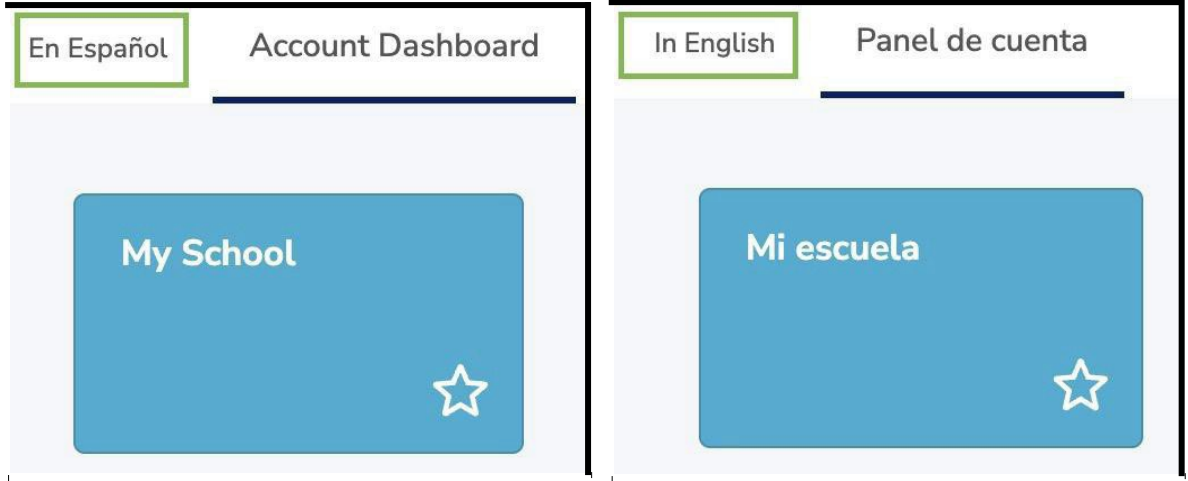 En Español
Account Dashboard
My School
In English
Panel de cuenta
Mi escuela